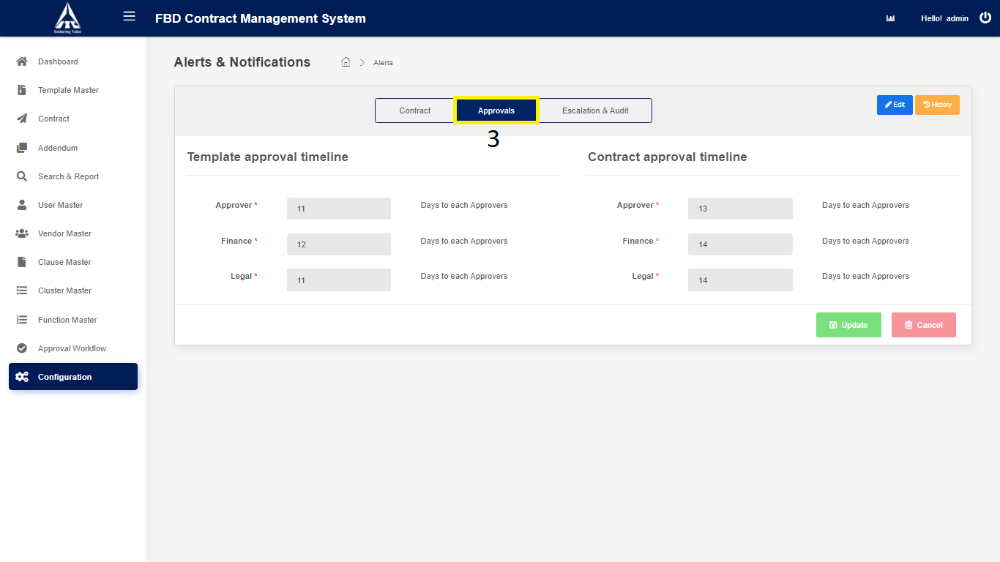 ITC
Enduring Value
FBD Contract Management System
Hello! admin
Dashboard
Template Master
Contract
Addendum
Search & Report
User Master
Vendor Master
Clause Master
Cluster Master
Function Master
Approval Workflow
Configuration
Alerts & Notifications
Alerts
Contract
Approvals
Escalation & Audit
Edit
History
3
Template approval timeline
Approver * 11 Days to each Approvers
Finance * 12 Days to each Approvers
Legal * 11 Days to each Approvers
Contract approval timeline
Approver * 13 Days to each Approvers
Finance * 14 Days to each Approvers
Legal * 14 Days to each Approvers
Update
Cancel